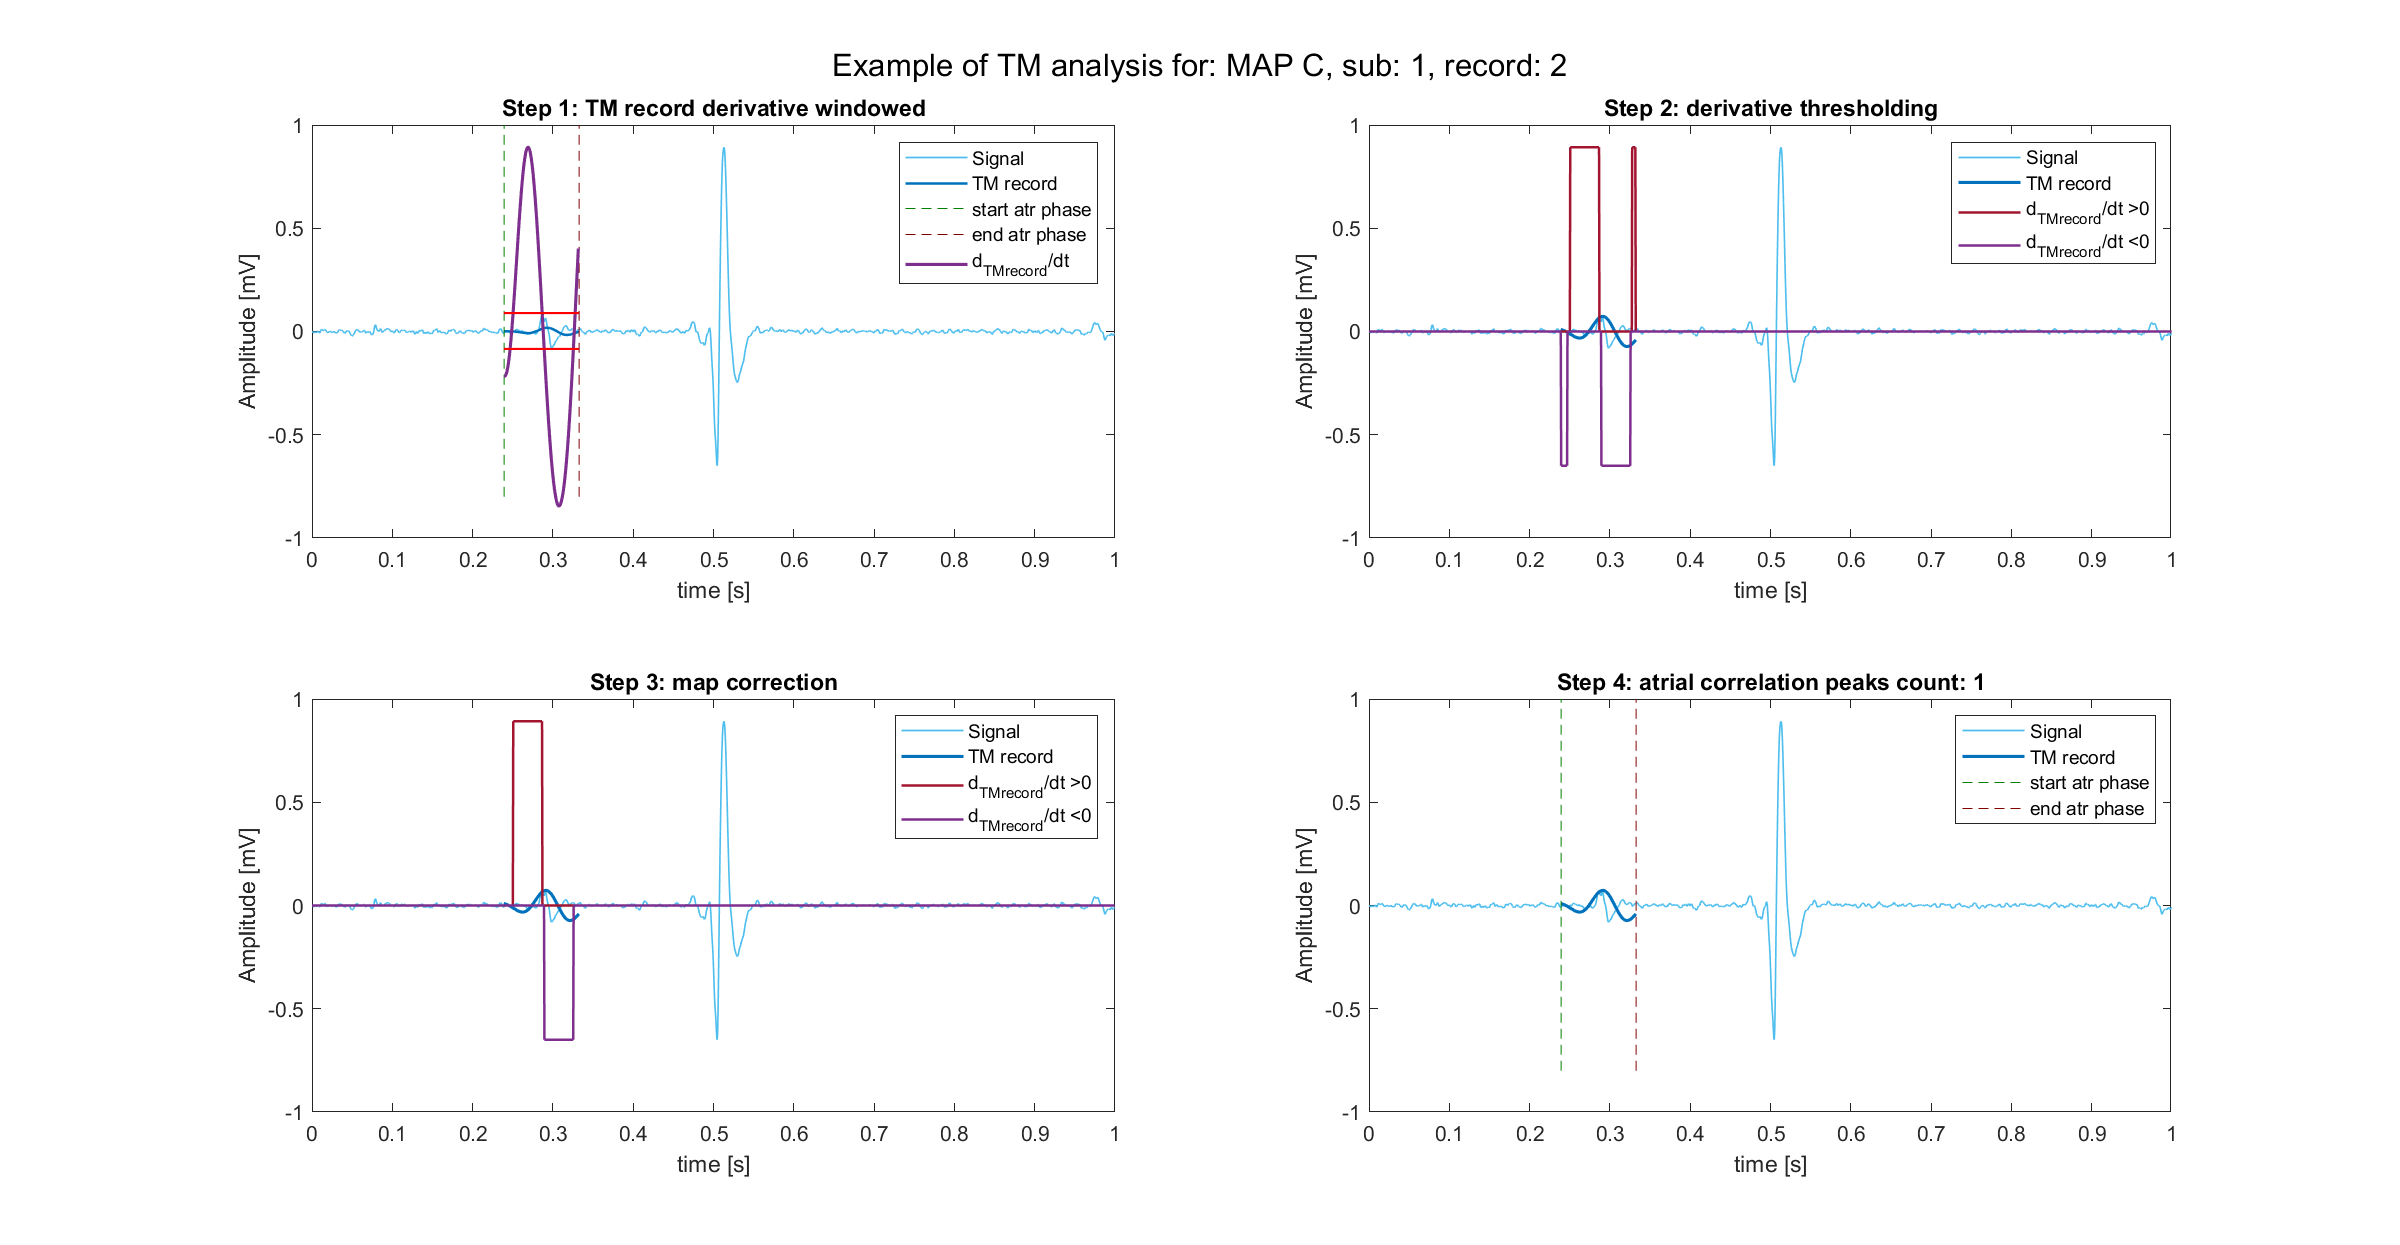 Example of TM analysis for: MAP C, sub: 1, record: 2
Step 1: TM record derivative windowed
1
0.5
0
-0.5
-1
Amplitude [mV]
0 0.1 0.2 0.3 0.4 0.5 0.6 0.7 0.8 0.9 1
time [s]
Signal
TM record
start atr phase
end atr phase
dTMrecord/dt
Step 2: derivative thresholding
1
0.5
0
-0.5
-1
Amplitude [mV]
0 0.1 0.2 0.3 0.4 0.5 0.6 0.7 0.8 0.9 1
time [s]
Signal
TM record
dTMrecord/dt >0
dTMrecord/dt <0
Step 3: map correction
1
0.5
0
-0.5
-1
Amplitude [mV]
0 0.1 0.2 0.3 0.4 0.5 0.6 0.7 0.8 0.9 1
time [s]
Signal
TM record
dTMrecord/dt >0
dTMrecord/dt <0
Step 4: atrial correlation peaks count: 1
1
0.5
0
-0.5
-1
Amplitude [mV]
0 0.1 0.2 0.3 0.4 0.5 0.6 0.7 0.8 0.9 1
time [s]
Signal
TM record
start atr phase
end atr phase